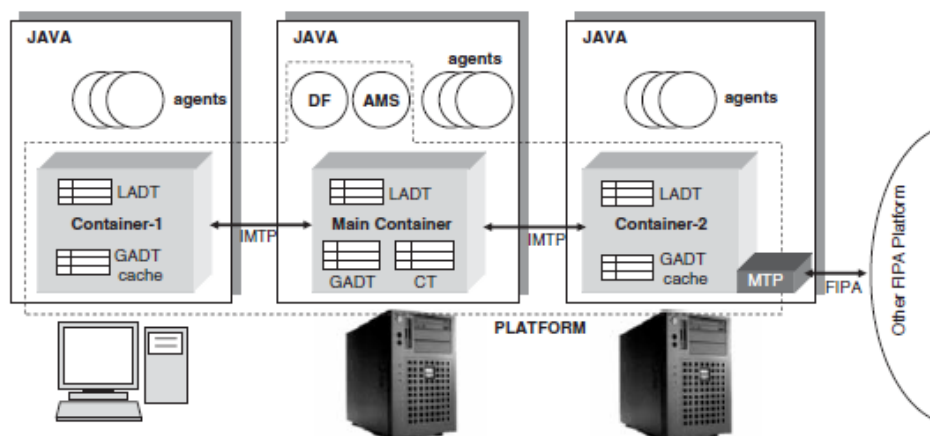 JAVA
agents
LADT
Container-1
GADT
cache
IMTP
JAVA
DF
AMS
agents
LADT
Main Container
GADT
CT
IMTP
JAVA
agents
LADT
Container-2
GADT
cache
MTP
FIPA
PLATFORM
Other FIPA Platform